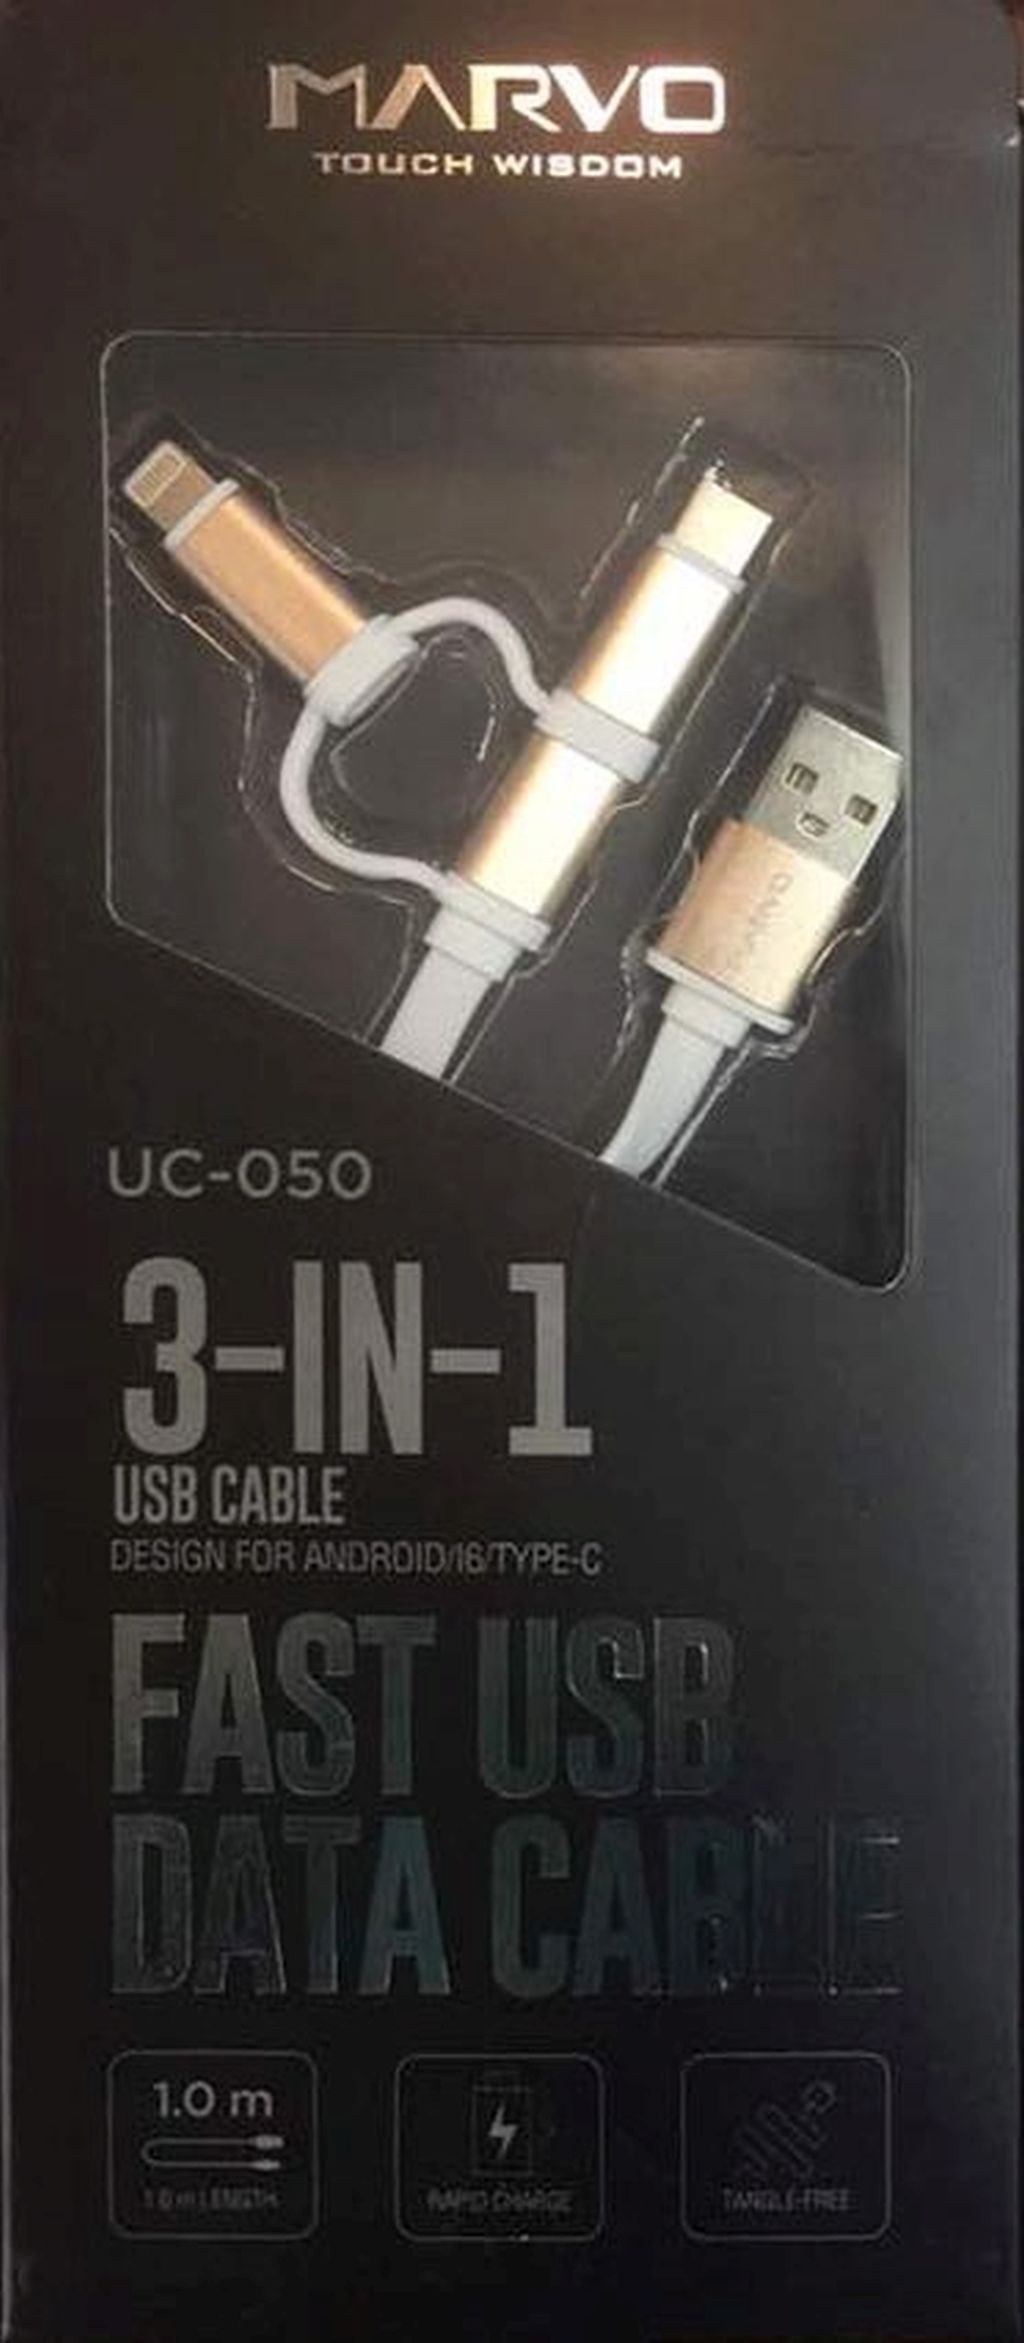 MARVO
TOUCH WISDOM
UC-050
3-IN-1
USB CABLE
DESIGN FOR ANDROID/I6/TYPE-C
FAST USB
DATA CABLE
1.0 m
1.0 m LENGTH
RAPID CHARGE
TANGLE-FREE